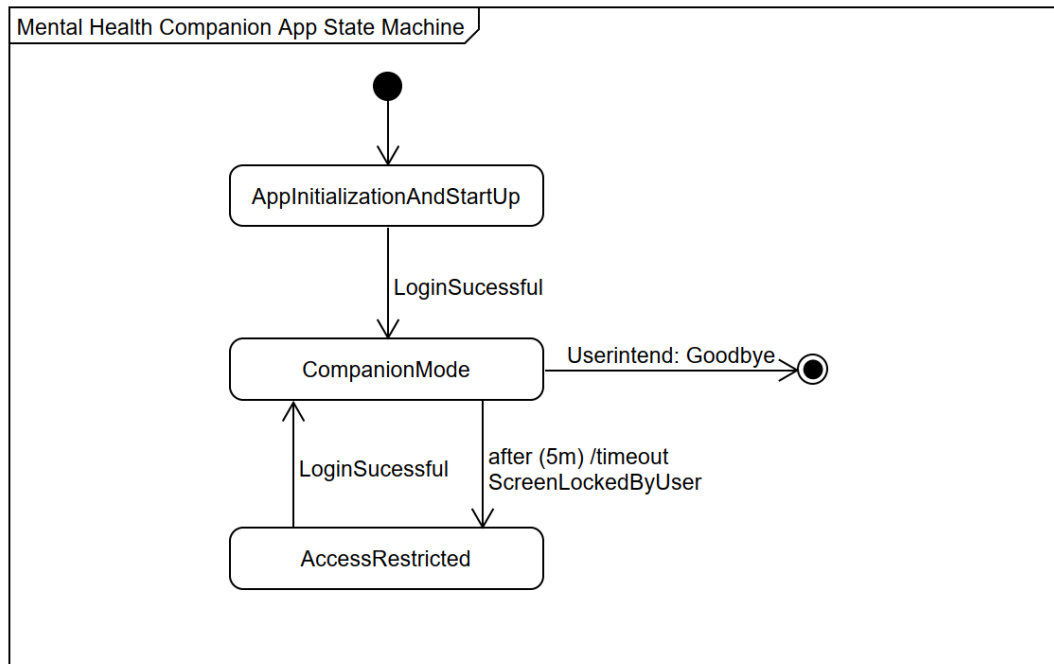 Mental Health Companion App State Machine
AppInitializationAndStartUp
LoginSucessful
CompanionMode
Userintend: Goodbye
LoginSucessful
after (5m) /timeout
ScreenLockedByUser
AccessRestricted